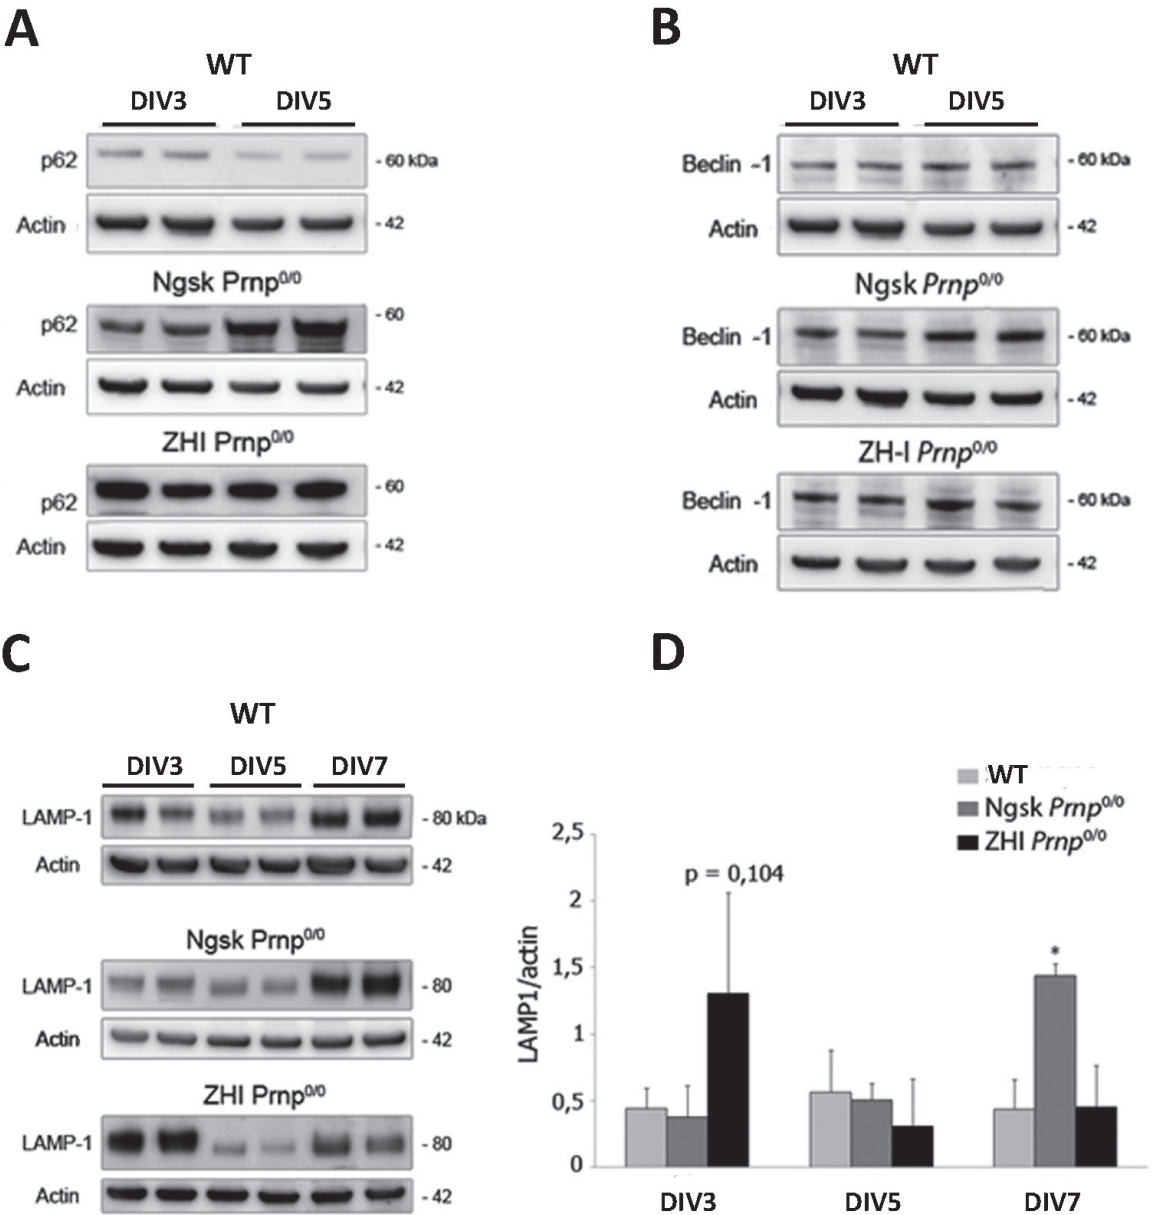 A
WT
DIV3 DIV5
p62 - 60 kDa
Actin - 42
Ngsk Prnp0/0
p62 - 60
Actin - 42
ZHI Prnp0/0
p62 - 60
Actin - 42
B
WT
DIV3 DIV5
Beclin -1 - 60 kDa
Actin - 42
Ngsk Prnp0/0
Beclin -1 - 60 kDa
Actin - 42
ZH-I Prnp0/0
Beclin -1 - 60 kDa
Actin - 42
C
WT
DIV3 DIV5 DIV7
LAMP-1 - 80 kDa
Actin - 42
Ngsk Prnp0/0
LAMP-1 - 80
Actin - 42
ZHI Prnp0/0
LAMP-1 - 80
Actin - 42
D
WT
Ngsk Prnp0/0
ZHI Prnp0/0
LAMP1/actin
2,5
2
1,5
1
0,5
0
p = 0,104
*
DIV3 DIV5 DIV7